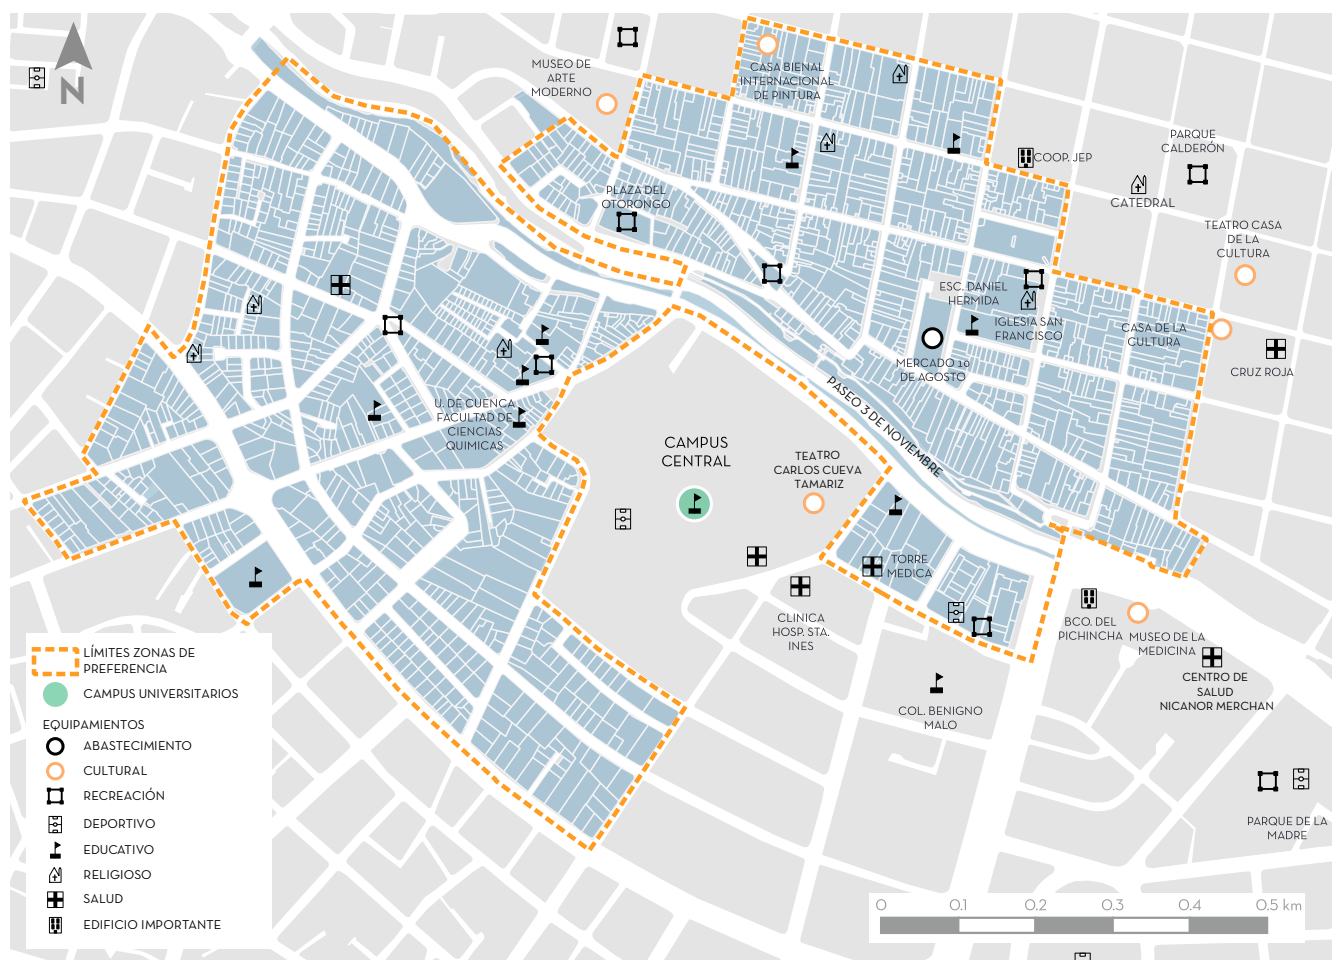 N
MUSEO DE
ARTE
MODERNO
CASA BIENAL
INTERNACIONAL
DE PINTURA
PLAZA DEL
OTORONGO
COOP. JEP
PARQUE
CALDERÓN
CATEDRAL
TEATRO CASA
DE LA
CULTURA
ESC. DANIEL
HERMIDA
IGLESIA SAN
FRANCISCO
CASA DE LA
CULTURA
MERCADO 10
DE AGOSTO
CRUZ ROJA
PASEO 3 DE NOVIEMBRE
U. DE CUENCA
FACULTAD DE
CIENCIAS
QUIMICAS
CAMPUS
CENTRAL
TEATRO
CARLOS CUEVA
TAMARIZ
TORRE
MEDICA
CLINICA
HOSP. STA.
INES
BCO. DEL
PICHINCHA
MUSEO DE LA
MEDICINA
CENTRO DE
SALUD
NICANOR MERCHAN
COL. BENIGNO
MALO
PARQUE DE LA
MADRE
LÍMITES ZONAS DE
PREFERENCIA
CAMPUS UNIVERSITARIOS
EQUIPAMIENTOS
ABASTECIMIENTO
CULTURAL
RECREACIÓN
DEPORTIVO
EDUCATIVO
RELIGIOSO
SALUD
EDIFICIO IMPORTANTE
0 0.1 0.2 0.3 0.4 0.5 km